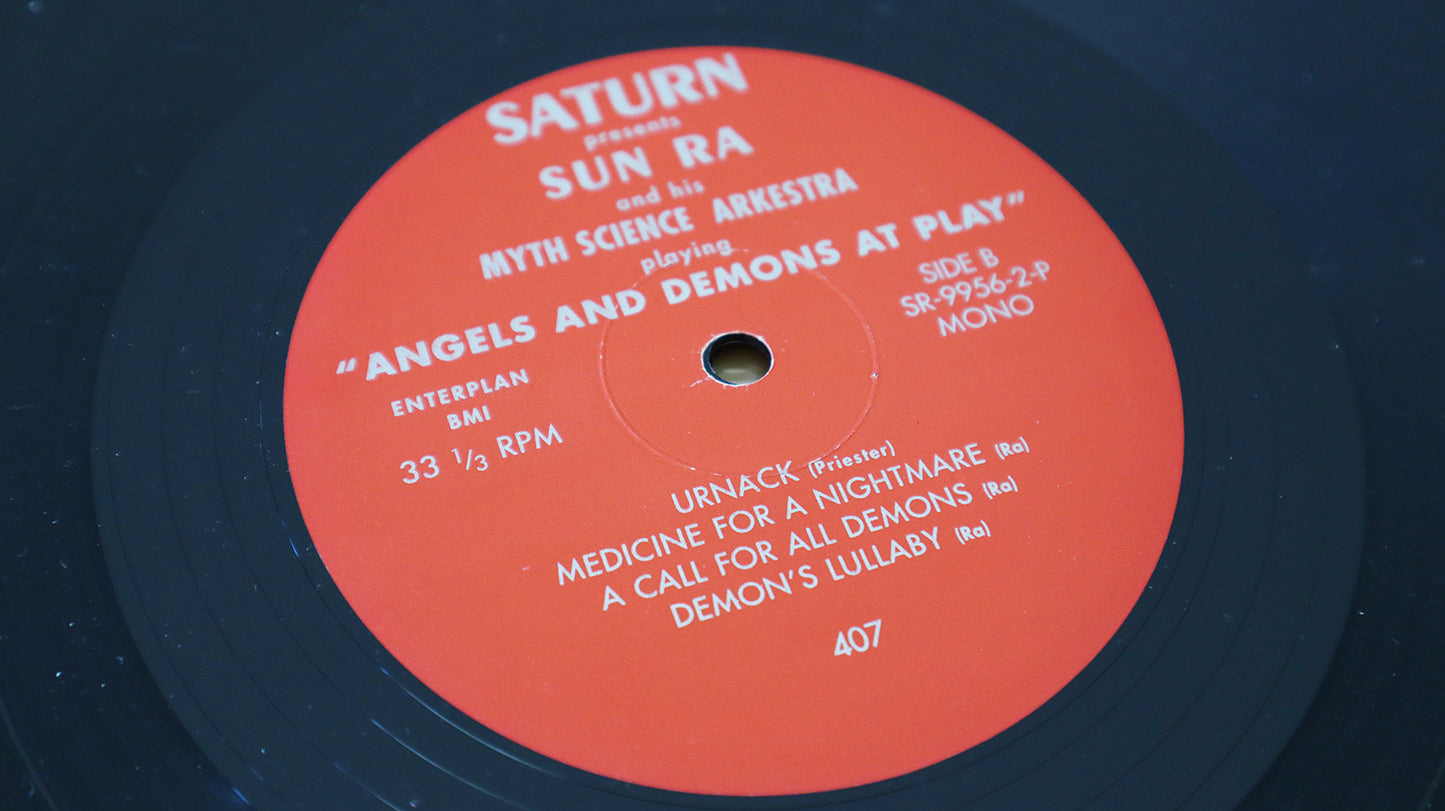 SATURN
presents
SUN RA
and his
MYTH SCIENCE ARKESTRA
playing
"ANGELS AND DEMONS AT PLAY"
ENTERPLAN
BMI
33 1/3 RPM
SIDE B
SR-9956-2-P
MONO
URNACK (Priester)
MEDICINE FOR A NIGHTMARE (Ra)
A CALL FOR ALL DEMONS (Ra)
DEMON'S LULLABY (Ra)
407